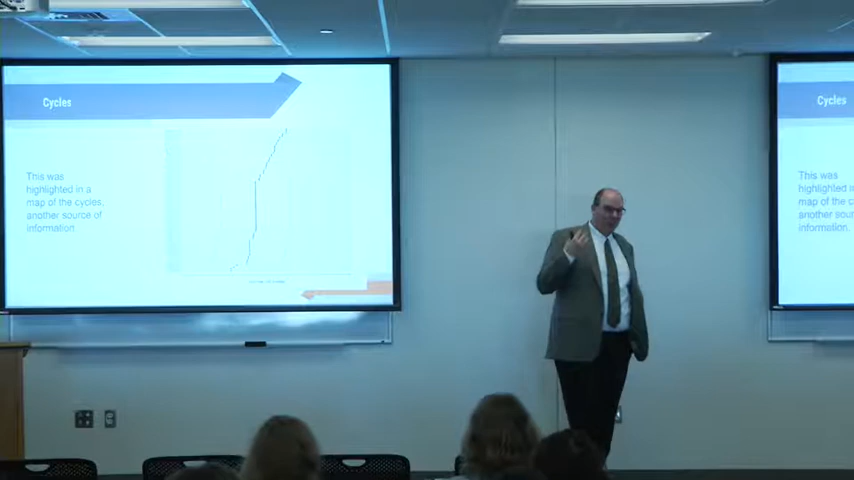 Cycles
This was
highlighted in a
map of the cycles,
another source of
information.
Cycles
This was
highlighted in
map of the c
another sour
information.